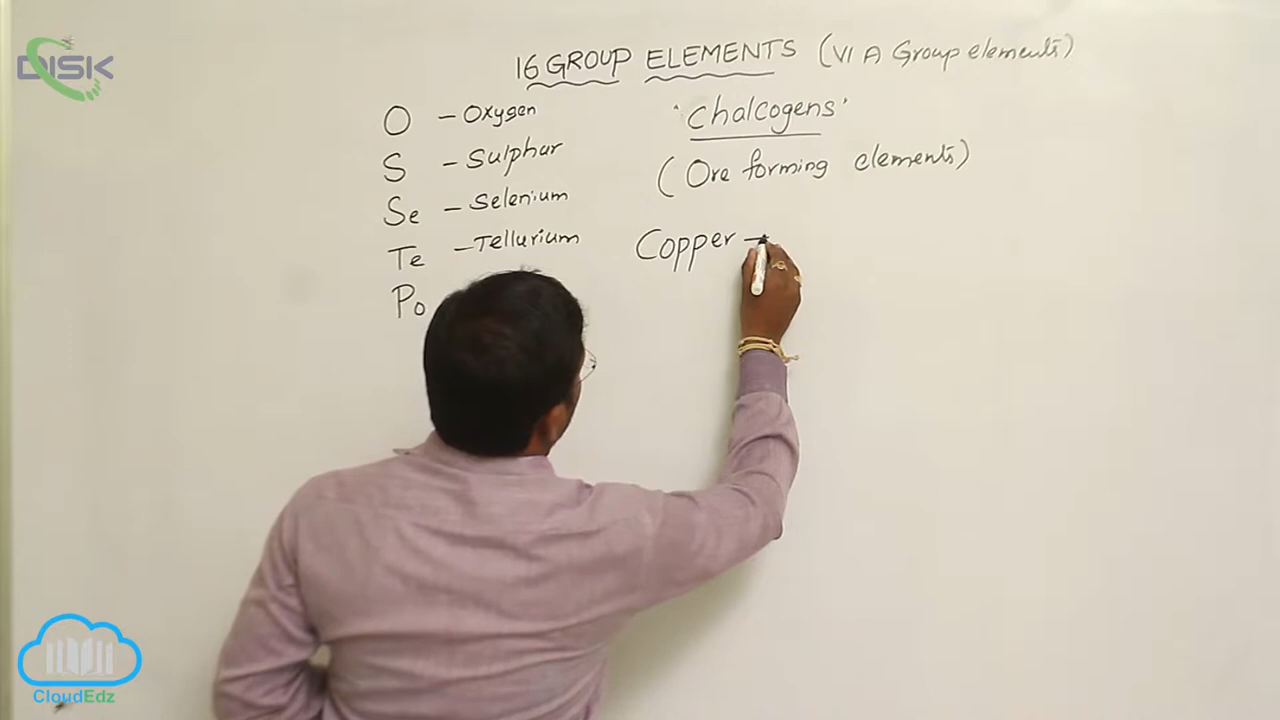 DISK
16 GROUP ELEMENTS (VI A Group elements)
O - Oxygen
S - Sulphur
Se - Selenium
Te - Tellurium
Po
'Chalcogens'
(Ore forming elements)
Copper -
CloudEdz